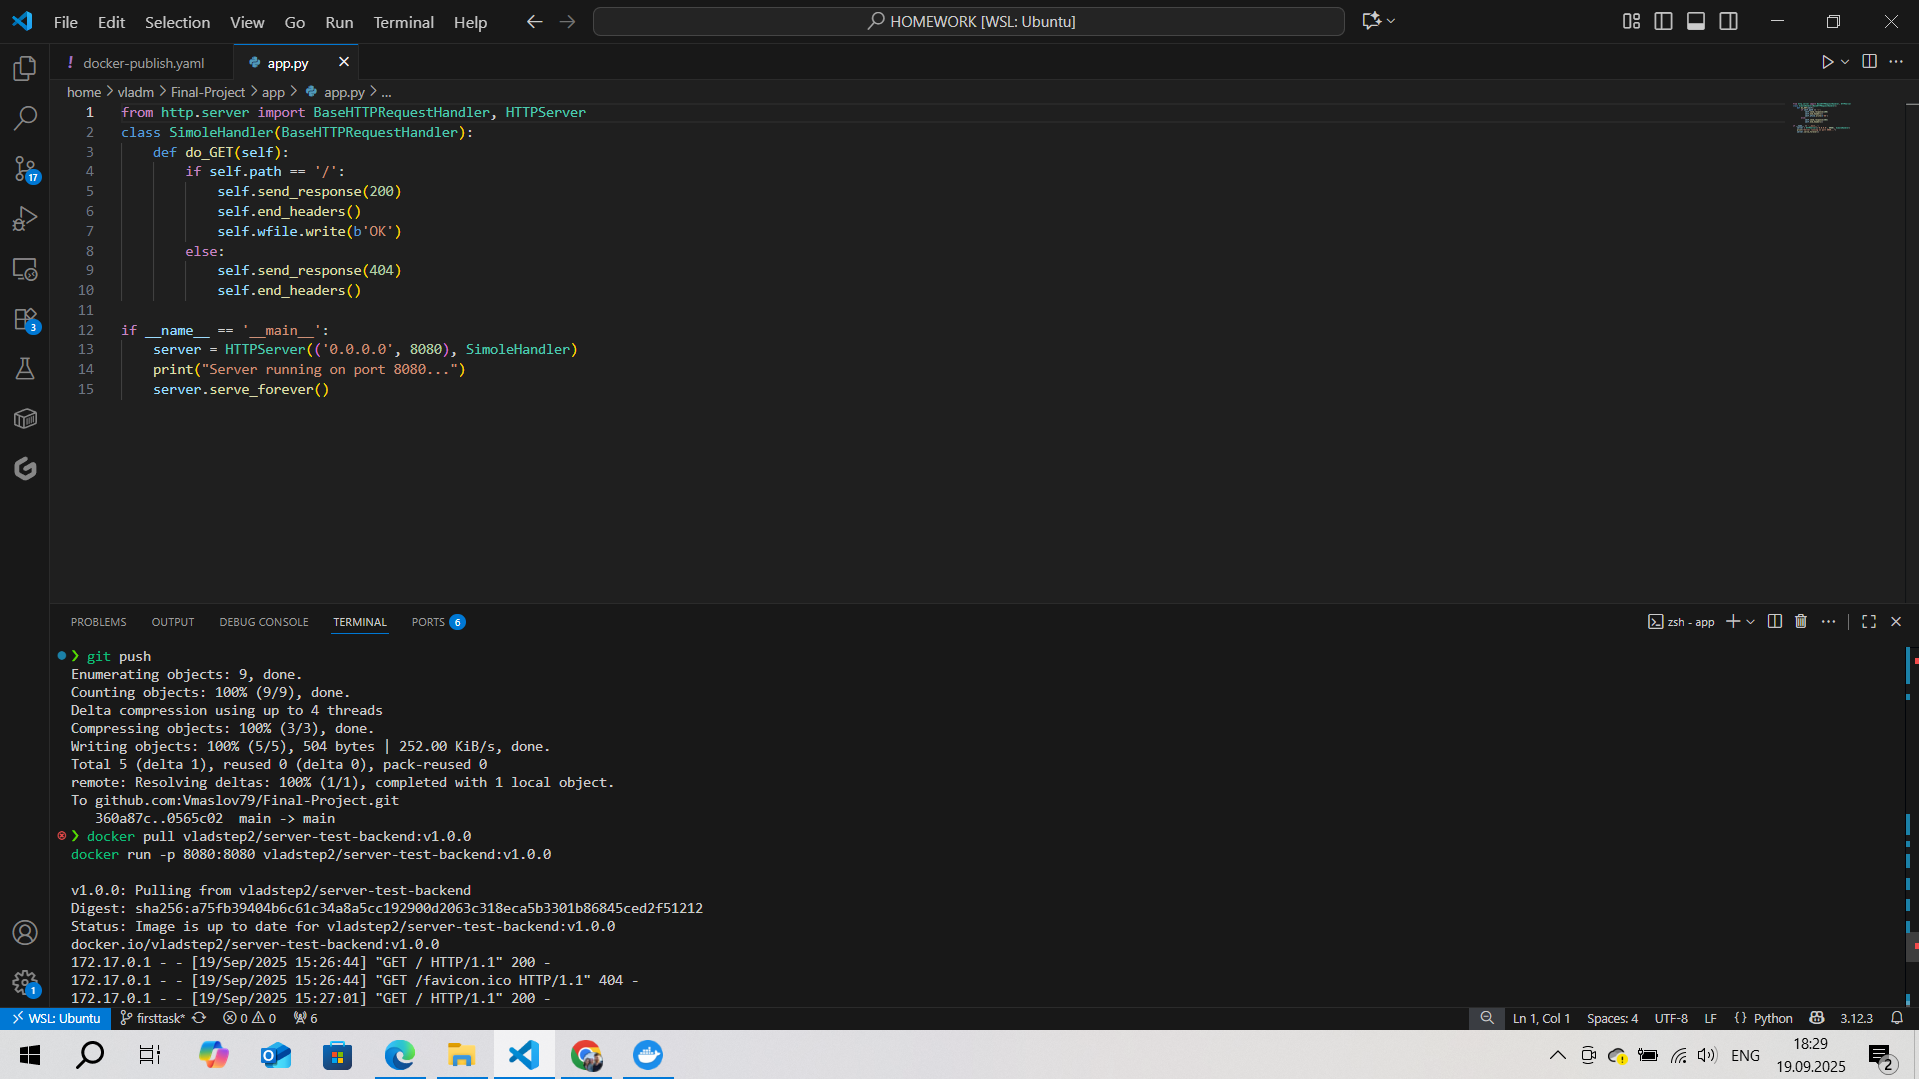 File Edit Selection View Go Run Terminal Help
HOMEWORK [WSL: Ubuntu]
! docker-publish.yaml
app.py
home > vladm > Final-Project > app > app.py > ...
1 from http.server import BaseHTTPRequestHandler, HTTPServer
2 class SimoleHandler(BaseHTTPRequestHandler):
3 def do_GET(self):
4 if self.path == '/':
5 self.send_response(200)
6 self.end_headers()
7 self.wfile.write(b'OK')
8 else:
9 self.send_response(404)
10 self.end_headers()
11
12 if __name__ == '__main__':
13 server = HTTPServer(('0.0.0.0', 8080), SimoleHandler)
14 print("Server running on port 8080...")
15 server.serve_forever()
17
3
1
PROBLEMS OUTPUT DEBUG CONSOLE TERMINAL PORTS 6
zsh - app
❯ git push
Enumerating objects: 9, done.
Counting objects: 100% (9/9), done.
Delta compression using up to 4 threads
Compressing objects: 100% (3/3), done.
Writing objects: 100% (5/5), 504 bytes | 252.00 KiB/s, done.
Total 5 (delta 1), reused 0 (delta 0), pack-reused 0
remote: Resolving deltas: 100% (1/1), completed with 1 local object.
To github.com:Vmaslov79/Final-Project.git
360a87c..0565c02 main -> main
❯ docker pull vladstep2/server-test-backend:v1.0.0
docker run -p 8080:8080 vladstep2/server-test-backend:v1.0.0
v1.0.0: Pulling from vladstep2/server-test-backend
Digest: sha256:a75fb39404b6c61c34a8a5cc192900d2063c318eca5b3301b86845ced2f51212
Status: Image is up to date for vladstep2/server-test-backend:v1.0.0
docker.io/vladstep2/server-test-backend:v1.0.0
172.17.0.1 - - [19/Sep/2025 15:26:44] "GET / HTTP/1.1" 200 -
172.17.0.1 - - [19/Sep/2025 15:26:44] "GET /favicon.ico HTTP/1.1" 404 -
172.17.0.1 - - [19/Sep/2025 15:27:01] "GET / HTTP/1.1" 200 -
WSL: Ubuntu firsttask* 0 0 6
Ln 1, Col 1 Spaces: 4 UTF-8 LF {} Python 3.12.3
ENG
18:29
19.09.2025
2